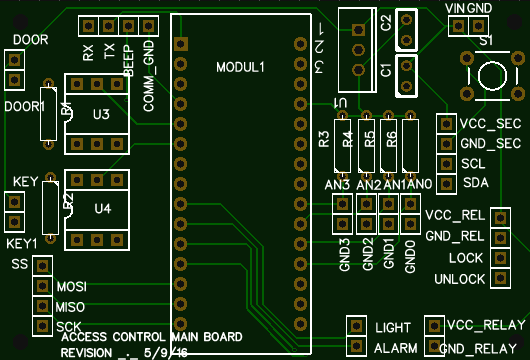 VIN GND
DOOR
RX TX BEEP COMM_GND
1 2 3
C2
S1
MODUL1
C1
DOOR1
R1
U3
U1
R3 R4 R5 R6
VCC_SEC
GND_SEC
SCL
SDA
KEY
R2
U4
AN3 AN2 AN1 AN0
KEY1
GND3 GND2 GND1 GND0
VCC_REL
GND_REL
LOCK
UNLOCK
SS
MOSI
MISO
SCK
LIGHT
ALARM
VCC_RELAY
GND_RELAY
ACCESS CONTROL MAIN BOARD
REVISION _._ 5/9/16